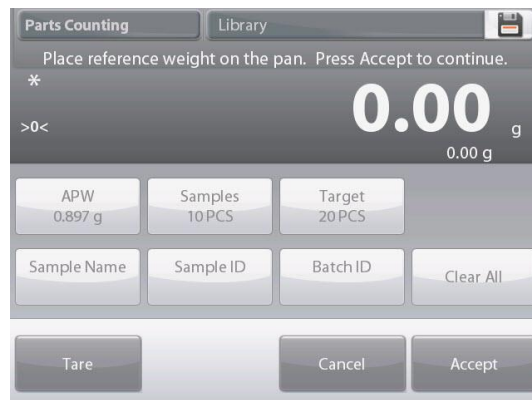 Parts Counting Library
Place reference weight on the pan. Press Accept to continue.
*
>0<
0.00 g
0.00 g
APW Samples Target
0.897 g 10 PCS 20 PCS
Sample Name Sample ID Batch ID Clear All
Tare Cancel Accept